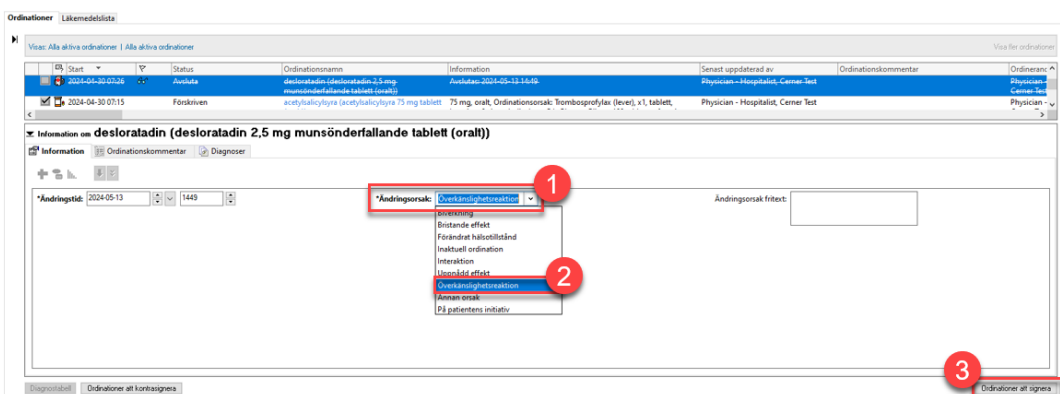 Ordinationer Läkemedelslista
Visas: Alla aktiva ordinationer | Alla aktiva ordinationer Visa fler ordinationer
Start Status Ordinationsnamn Information Senast uppdaterad av Ordinationskommentar Ordineranc
2024-04-30 07:26 Avsluta desloratadin (desloratadin 2,5 mg Avslutas: 2024-05-13 14:49 Physician - Hospitalist, Cerner Test Physician -
munsönderfallande tablett (oralt)) Cerner Test
2024-04-30 07:15 Förskriven acetylsalicylsyra (acetylsalicylsyra 75 mg tablett 75 mg, oralt, Ordinationsorsak: Trombosprofylax (lever), x1, tablett, Physician - Hospitalist, Cerner Test Physician -
Information om desloratadin (desloratadin 2,5 mg munsönderfallande tablett (oralt))
Information Ordinationskommentar Diagnoser
1
*Ändringstid: 2024-05-13 1449 *Ändringsorsak: Överkänslighetsreaktion Ändringsorsak fritext:
Biverkning
Bristande effekt
Förändrat hälsotillstånd
Inaktuell ordination
Interaktion
Uppnådd effekt
2
Överkänslighetsreaktion
Annan orsak
På patientens initiativ
3
Diagnostabell Ordinationer att kontrasignera Ordinationer att signera